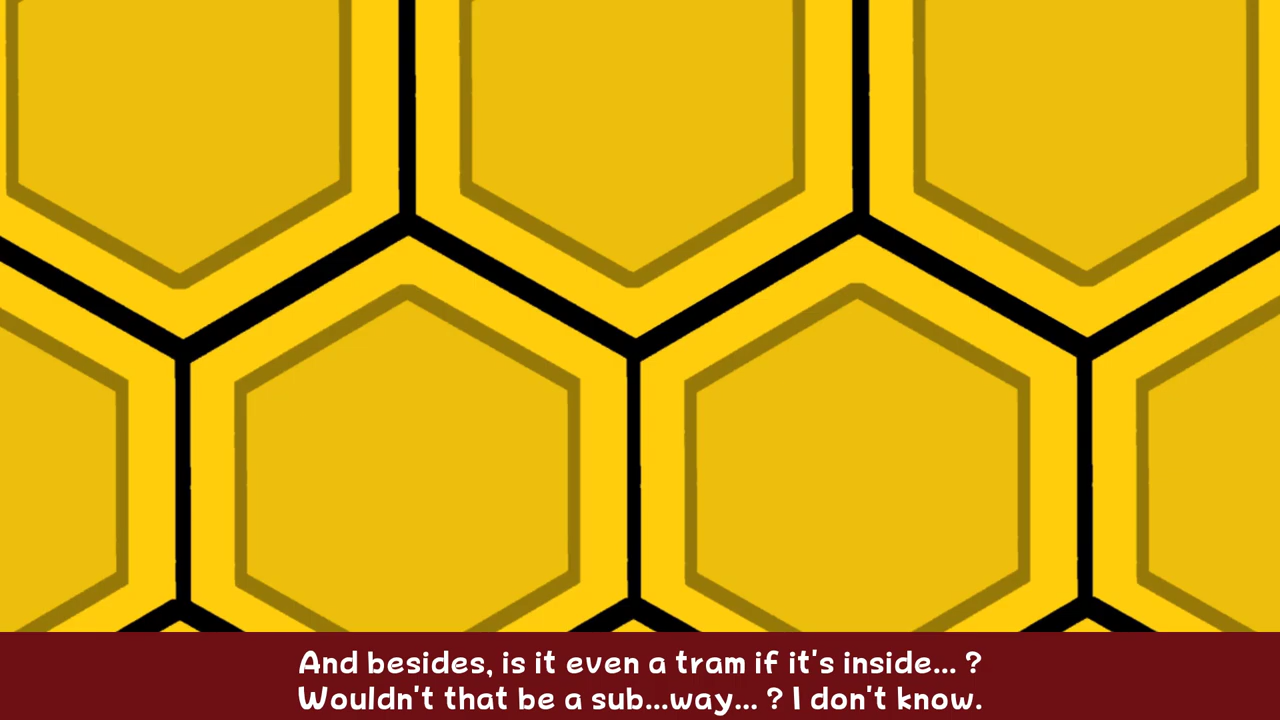 And besides, is it even a tram if it's inside... ?
Wouldn't that be a sub...way... ? I don't know.